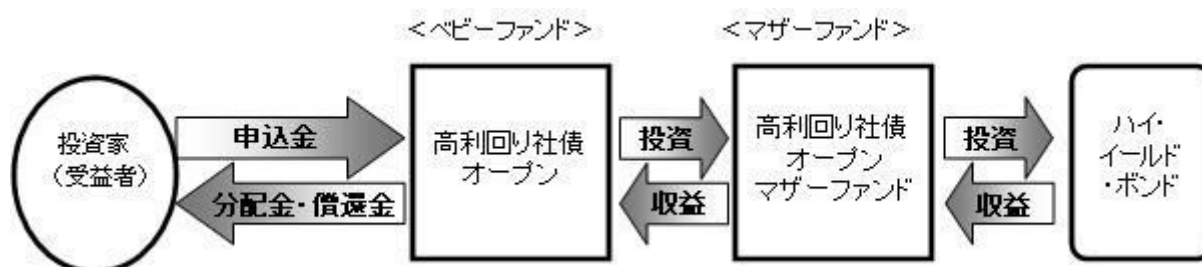 <ベビーファンド>
<マザーファンド>
投資家
(受益者)
申込金
分配金・償還金
高利回り社債
オープン
投資
収益
高利回り社債
オープン
マザーファンド
投資
収益
ハイ・
イールド
・ボンド